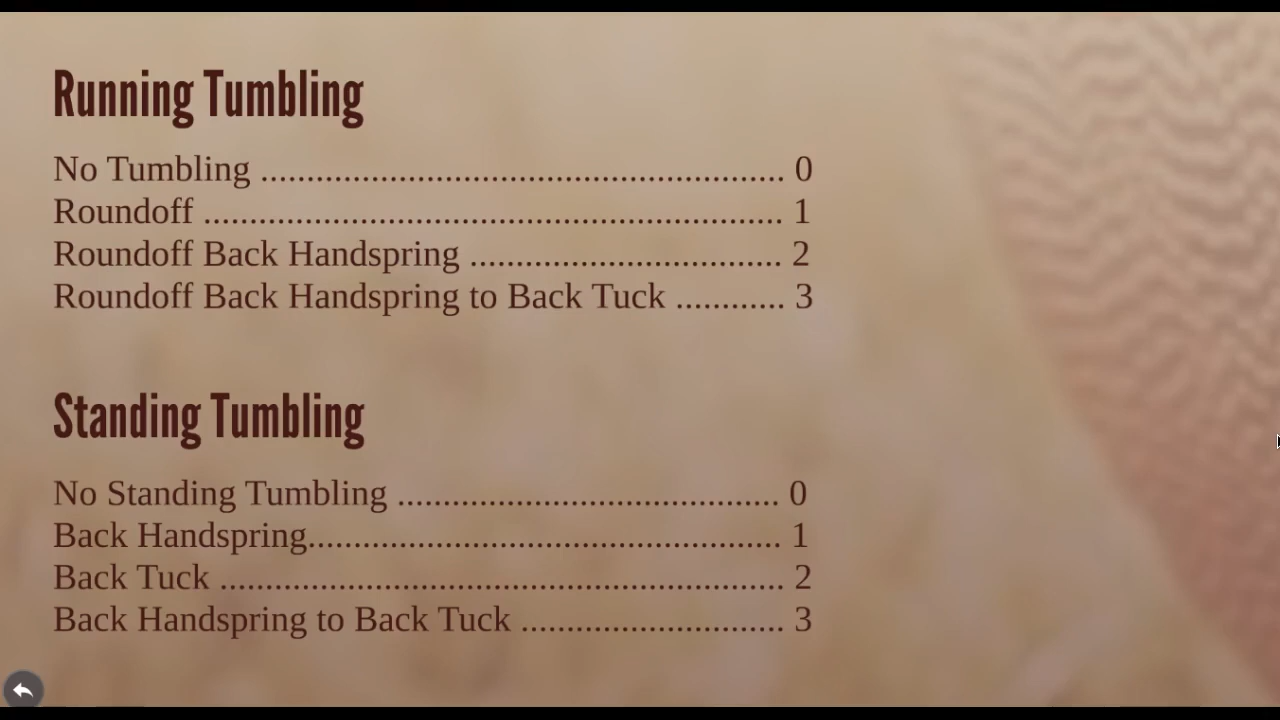 Running Tumbling
No Tumbling ......................................................... 0
Roundoff ............................................................... 1
Roundoff Back Handspring .................................. 2
Roundoff Back Handspring to Back Tuck ............ 3
Standing Tumbling
No Standing Tumbling ......................................... 0
Back Handspring................................................... 1
Back Tuck ............................................................. 2
Back Handspring to Back Tuck ............................. 3